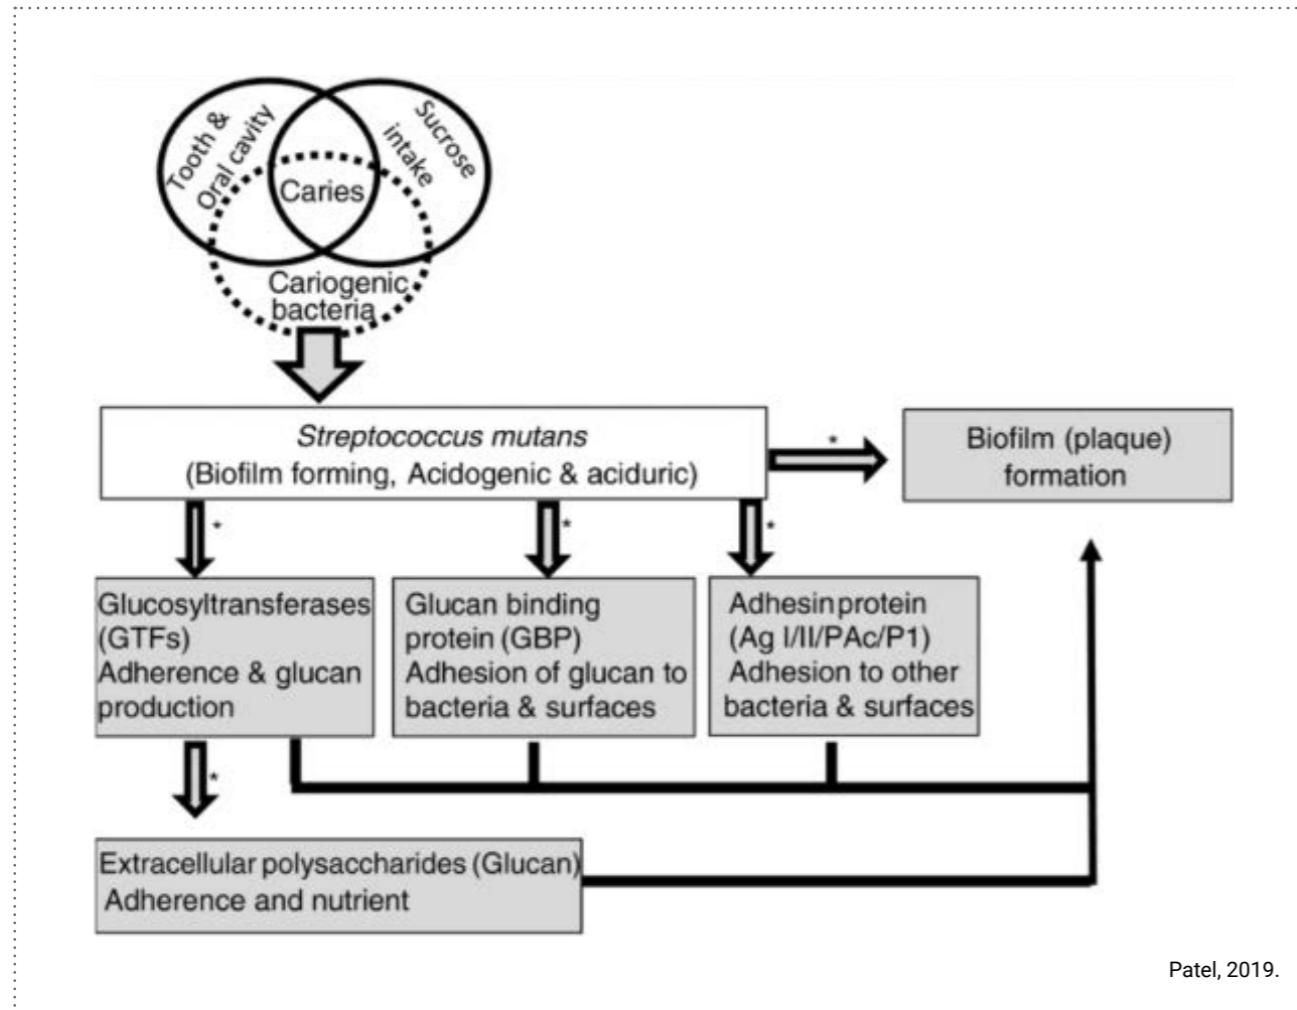 Tooth &
Oral cavity
Sucrose
intake
Caries
Cariogenic
bacteria
Streptococcus mutans
(Biofilm forming, Acidogenic & aciduric)
*
Biofilm (plaque)
formation
*
*
*
Glucosyltransferases
(GTFs)
Adherence & glucan
production
Glucan binding
protein (GBP)
Adhesion of glucan to
bacteria & surfaces
Adhesin protein
(Ag I/II/PAc/P1)
Adhesion to other
bacteria & surfaces
*
Extracellular polysaccharides (Glucan)
Adherence and nutrient
Patel, 2019.